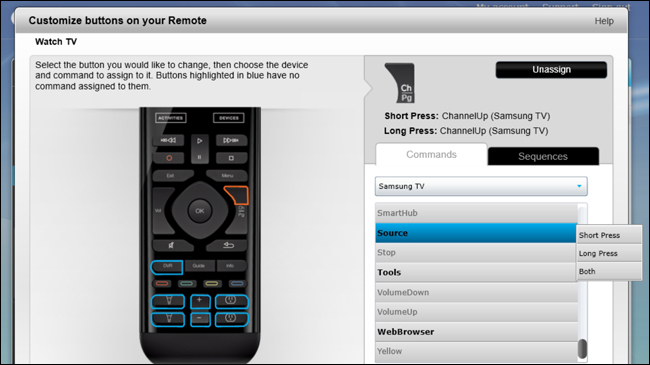 My account Support Sign out
Customize buttons on your Remote
Help
Watch TV
Select the button you would like to change, then choose the device
and command to assign to it. Buttons highlighted in blue have no
command assigned to them.
ACTIVITIES
DEVICES
Exit
Menu
Vol
OK
DVR
Guide
Info
+
−
Ch
Pg
Unassign
Short Press: ChannelUp (Samsung TV)
Long Press: ChannelUp (Samsung TV)
Commands
Sequences
Samsung TV
SmartHub
Source
Stop
Tools
VolumeDown
VolumeUp
WebBrowser
Yellow
Short Press
Long Press
Both